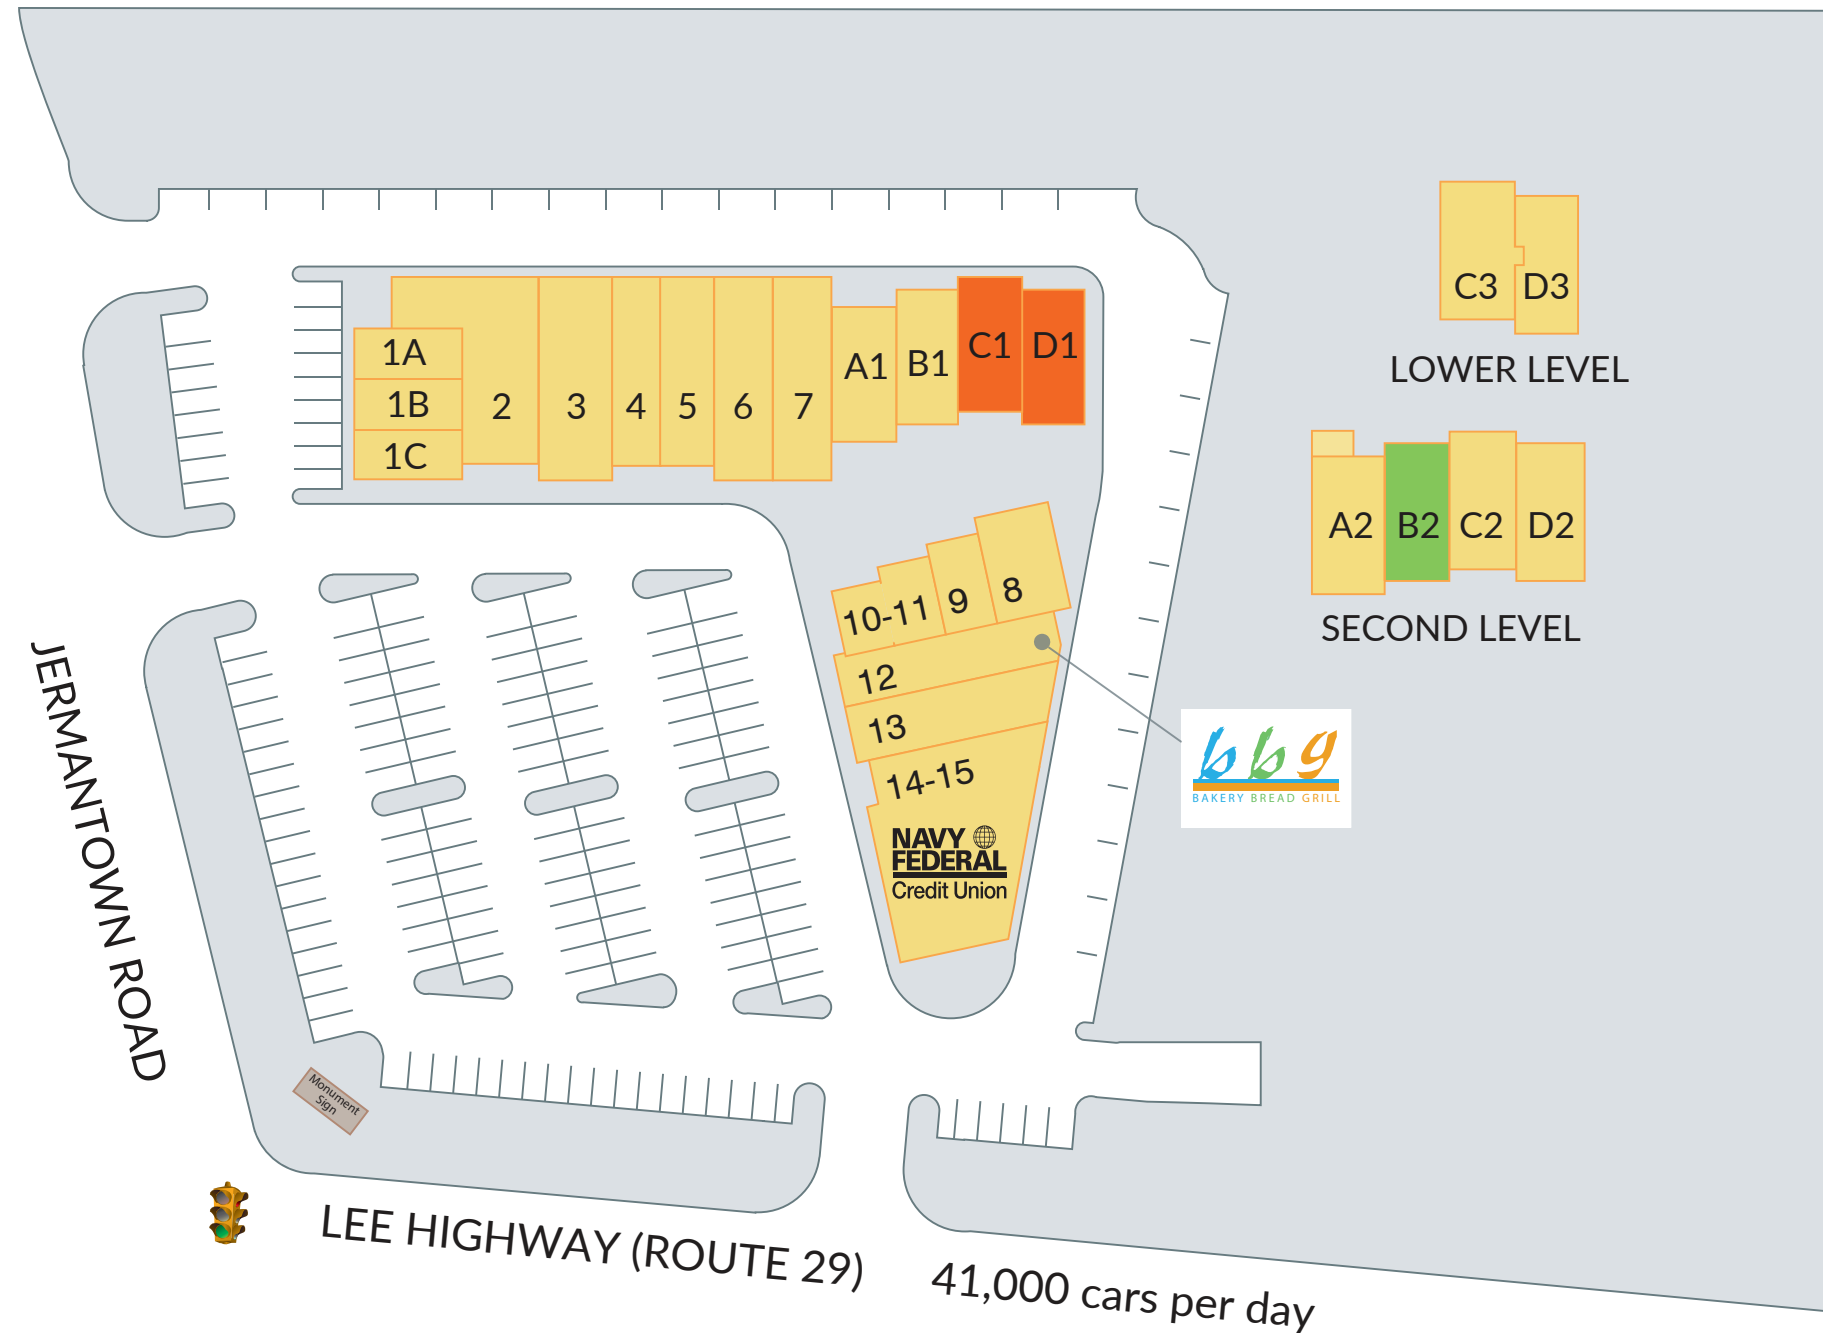 C3
D3
LOWER LEVEL
1A
1B
1C
2
3
4
5
6
7
A1
B1
C1
D1
A2
B2
C2
D2
SECOND LEVEL
10-11
9
8
12
13
14-15
NAVY
FEDERAL
Credit Union
bbg
BAKERY BREAD GRILL
JERMANTOWN ROAD
Monument
Sign
LEE HIGHWAY (ROUTE 29)
41,000 cars per day